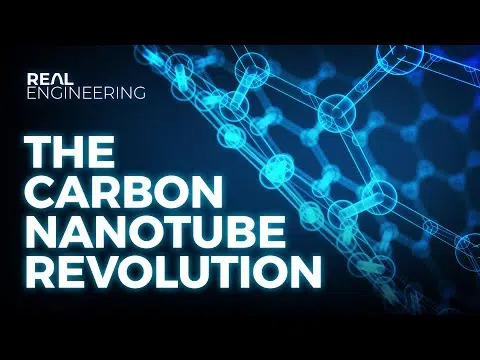 REAL
ENGINEERING
THE
CARBON
NANOTUBE
REVOLUTION